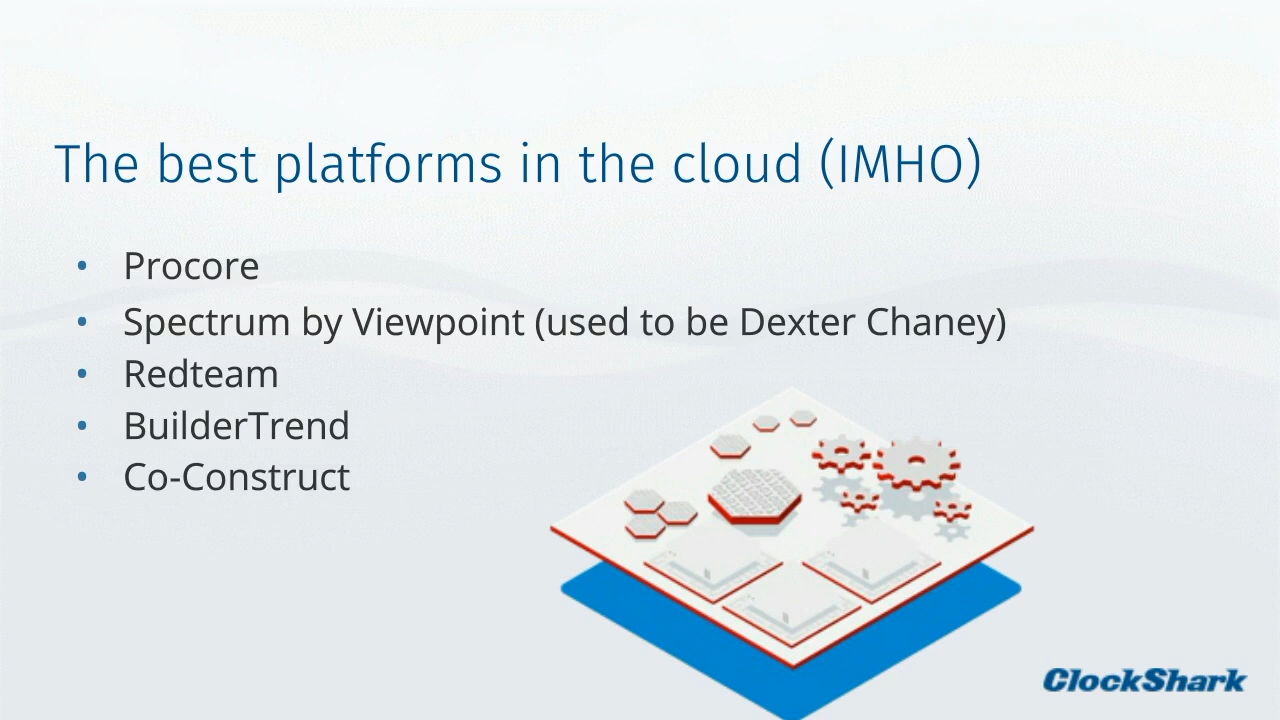 The best platforms in the cloud (IMHO)
• Procore
• Spectrum by Viewpoint (used to be Dexter Chaney)
• Redteam
• BuilderTrend
• Co-Construct
ClockShark